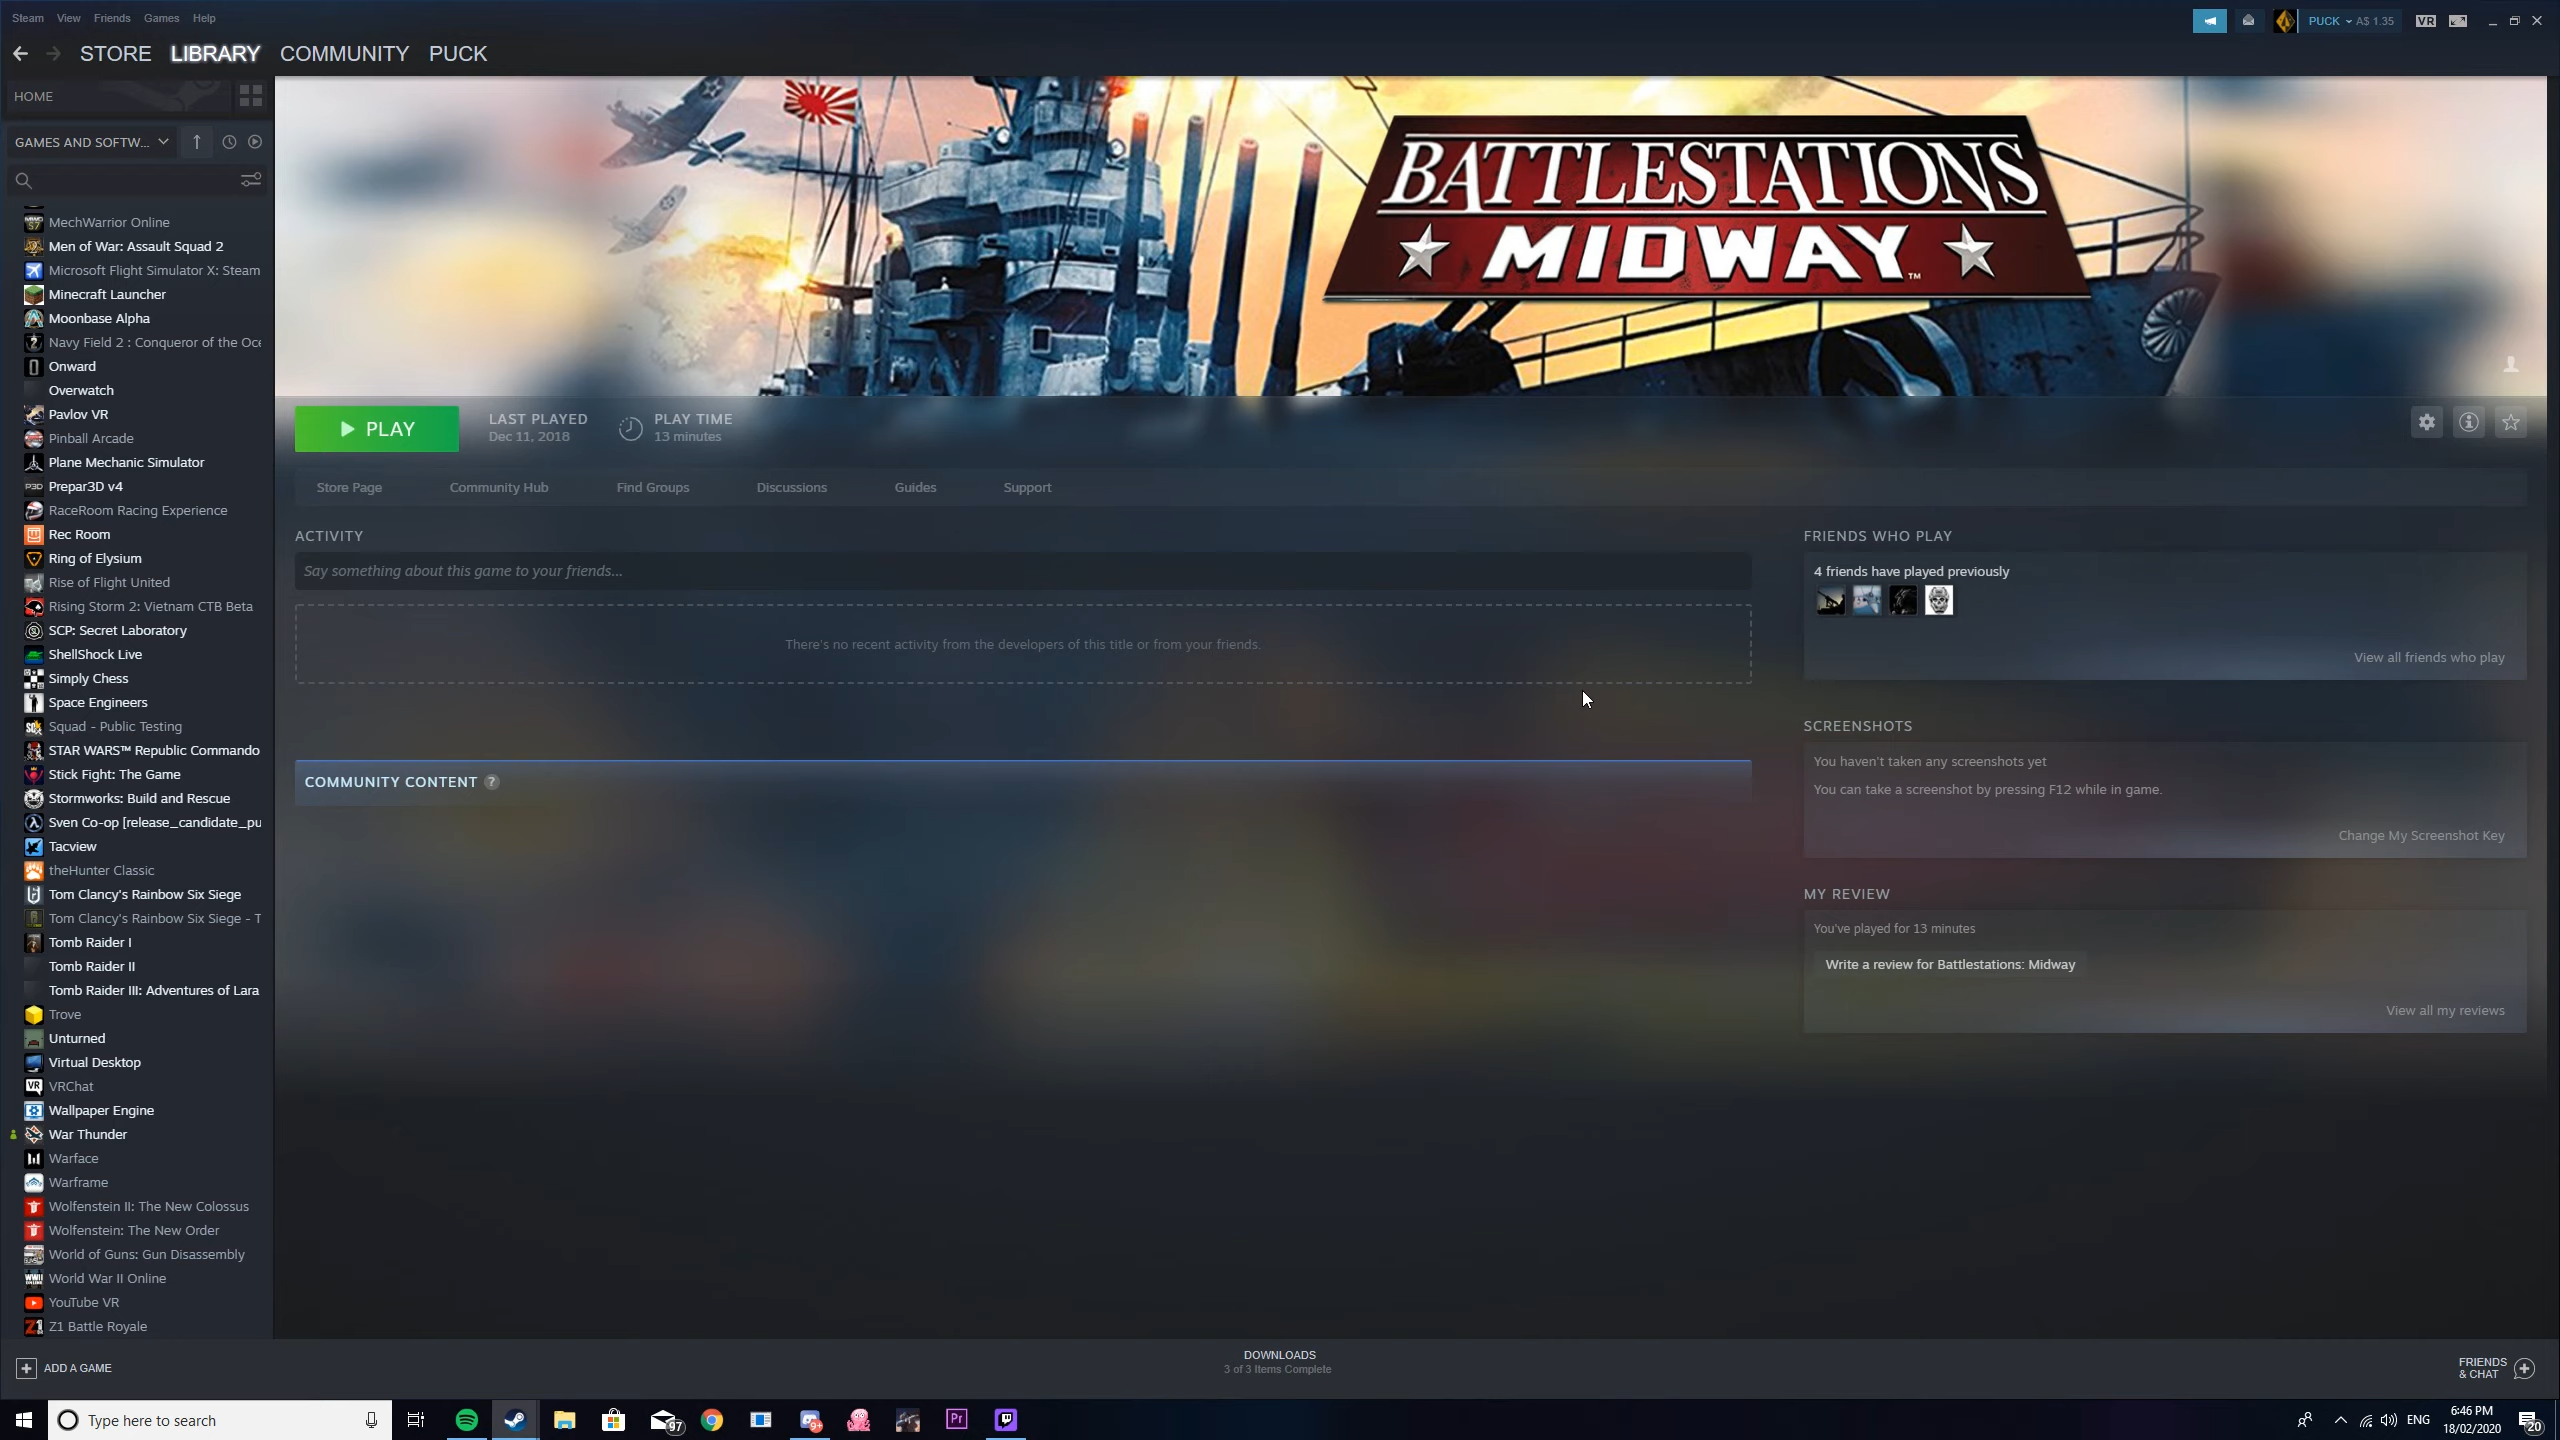 Steam View Friends Games Help
PUCK A$ 1.35
VR
STORE LIBRARY COMMUNITY PUCK
HOME
GAMES AND SOFTW...
MechWarrior Online
Men of War: Assault Squad 2
Microsoft Flight Simulator X: Steam
Minecraft Launcher
Moonbase Alpha
Navy Field 2 : Conqueror of the Oce
Onward
Overwatch
Pavlov VR
Pinball Arcade
Plane Mechanic Simulator
Prepar3D v4
RaceRoom Racing Experience
Rec Room
Ring of Elysium
Rise of Flight United
Rising Storm 2: Vietnam CTB Beta
SCP: Secret Laboratory
ShellShock Live
Simply Chess
Space Engineers
Squad - Public Testing
STAR WARS™ Republic Commando
Stick Fight: The Game
Stormworks: Build and Rescue
Sven Co-op [release_candidate_pu
Tacview
theHunter Classic
Tom Clancy's Rainbow Six Siege
Tom Clancy's Rainbow Six Siege - T
Tomb Raider I
Tomb Raider II
Tomb Raider III: Adventures of Lara
Trove
Unturned
Virtual Desktop
VRChat
Wallpaper Engine
War Thunder
Warface
Warframe
Wolfenstein II: The New Colossus
Wolfenstein: The New Order
World of Guns: Gun Disassembly
World War II Online
YouTube VR
Z1 Battle Royale
ADD A GAME
BATTLESTATIONS
MIDWAY™
PLAY
LAST PLAYED
Dec 11, 2018
PLAY TIME
13 minutes
Store Page Community Hub Find Groups Discussions Guides Support
ACTIVITY
Say something about this game to your friends...
There's no recent activity from the developers of this title or from your friends.
COMMUNITY CONTENT ?
FRIENDS WHO PLAY
4 friends have played previously
View all friends who play
SCREENSHOTS
You haven't taken any screenshots yet
You can take a screenshot by pressing F12 while in game.
Change My Screenshot Key
MY REVIEW
You've played for 13 minutes
Write a review for Battlestations: Midway
View all my reviews
DOWNLOADS
3 of 3 Items Complete
FRIENDS
& CHAT
Type here to search
97
9+
Pr
ENG
6:46 PM
18/02/2020
20